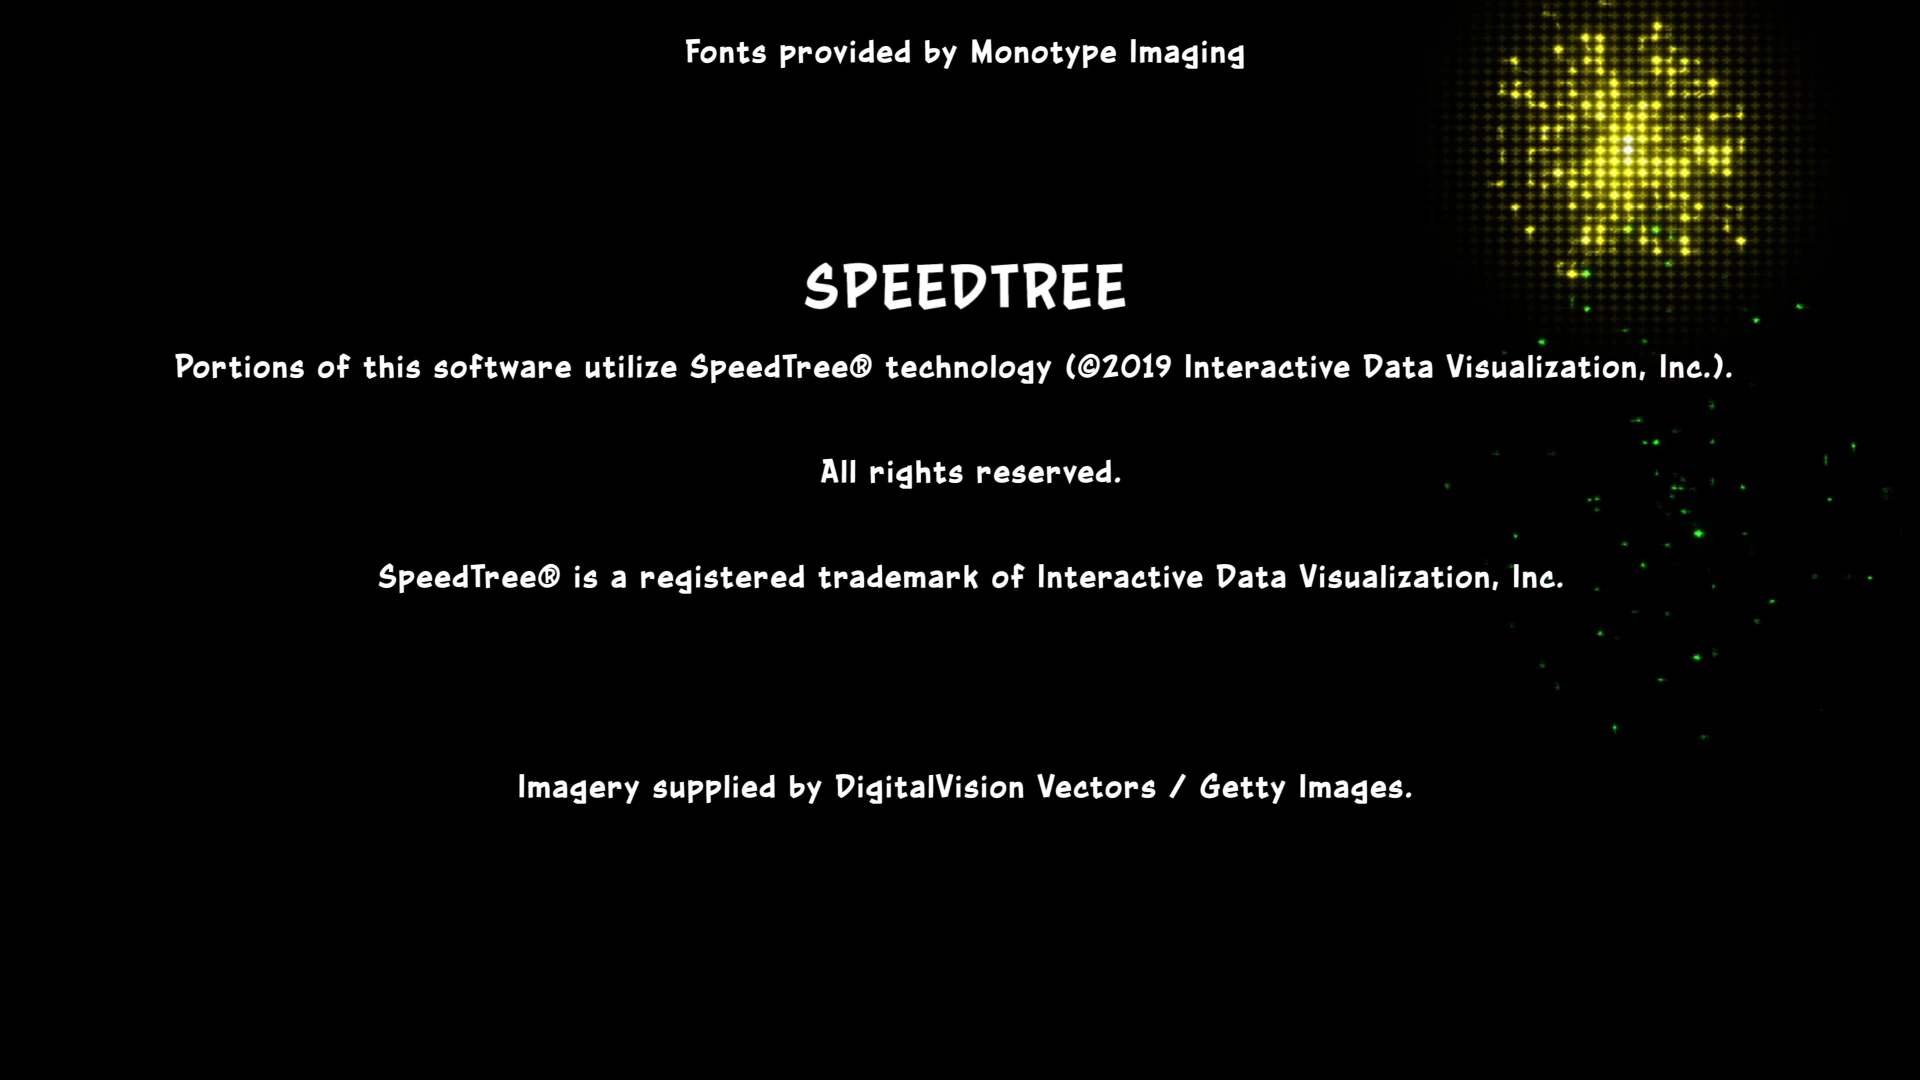 Fonts provided by Monotype Imaging
SPEEDTREE
Portions of this software utilize SpeedTree® technology (©2019 Interactive Data Visualization, Inc.).
All rights reserved.
SpeedTree® is a registered trademark of Interactive Data Visualization, Inc.
Imagery supplied by DigitalVision Vectors / Getty Images.